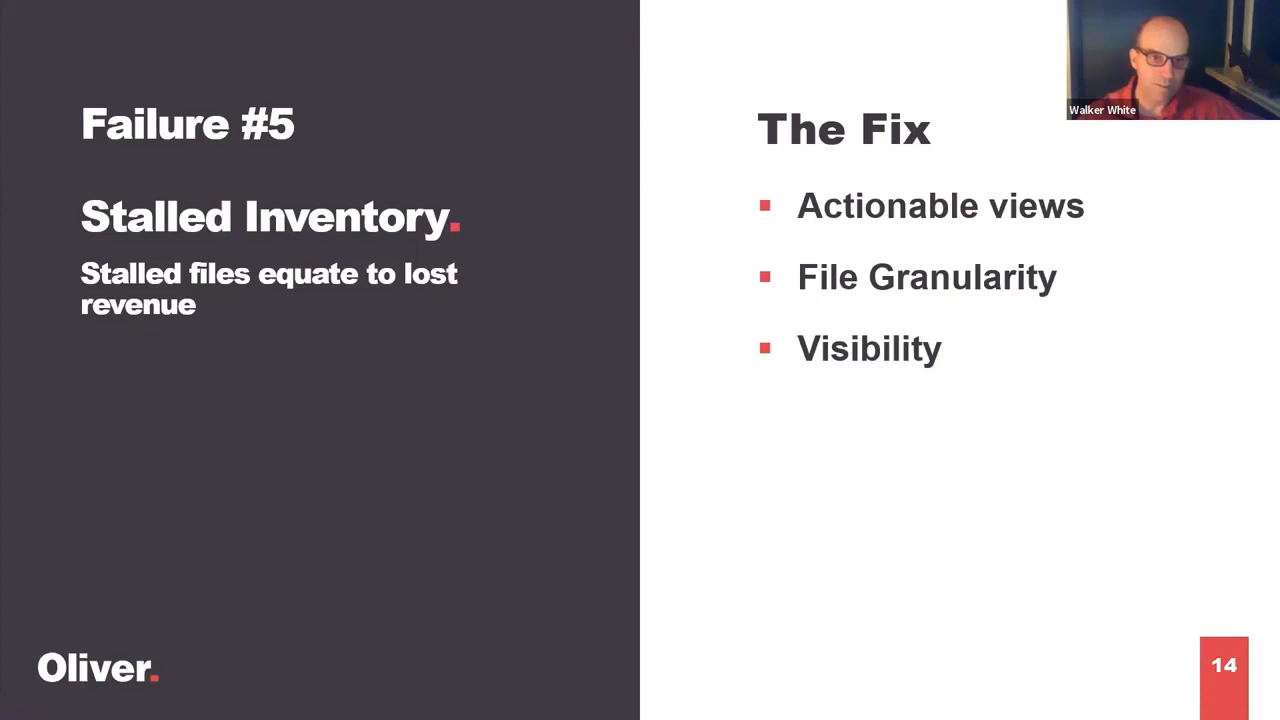 Failure #5
Stalled Inventory.
Stalled files equate to lost
revenue
Oliver.
The Fix
▪ Actionable views
▪ File Granularity
▪ Visibility
Walker White
14